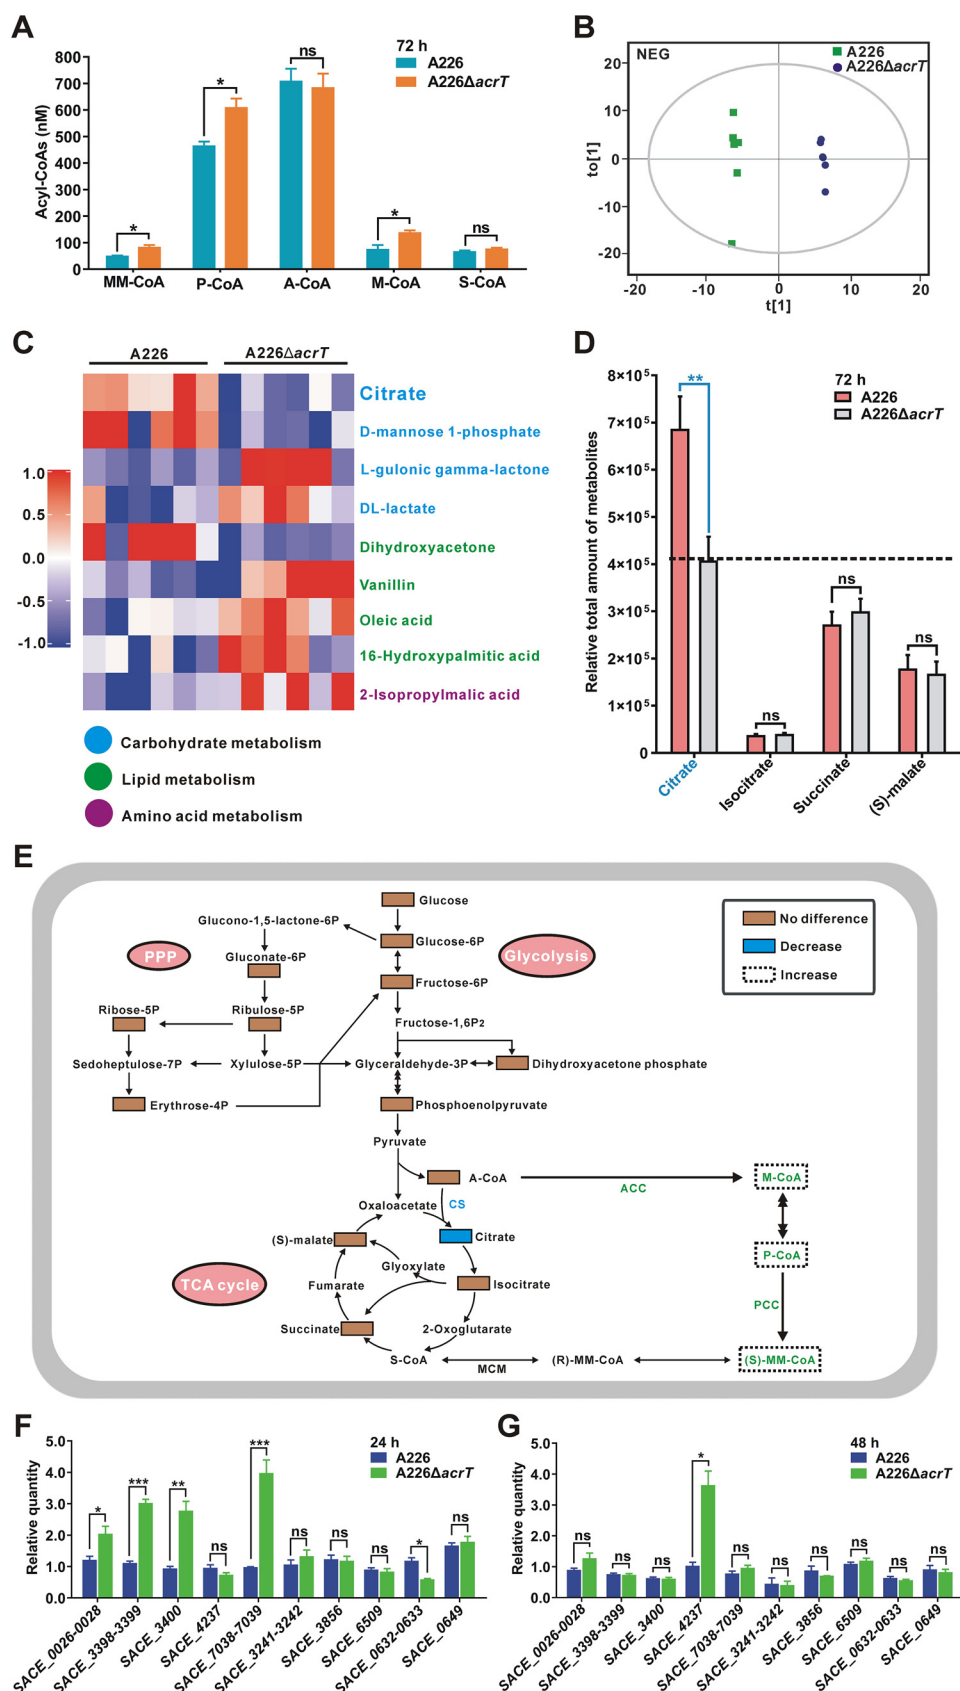 A
72 h
A226
A226ΔacrT
Acyl-CoAs (nM)
800
700
600
500
400
300
200
100
0
*
*
ns
*
ns
MM-CoA
P-CoA
A-CoA
M-CoA
S-CoA
B
NEG
A226
A226ΔacrT
to[1]
20
10
0
-10
-20
-20
-10
0
10
20
t[1]
C
A226
A226ΔacrT
1.0
0.5
0.0
-0.5
-1.0
Citrate
D-mannose 1-phosphate
L-gulonic gamma-lactone
DL-lactate
Dihydroxyacetone
Vanillin
Oleic acid
16-Hydroxypalmitic acid
2-Isopropylmalic acid
Carbohydrate metabolism
Lipid metabolism
Amino acid metabolism
D
72 h
A226
A226ΔacrT
Relative total amount of metabolites
8×10⁵
7×10⁵
6×10⁵
5×10⁵
4×10⁵
3×10⁵
2×10⁵
1×10⁵
0
**
ns
ns
ns
Citrate
Isocitrate
Succinate
(S)-malate
E
No difference
Decrease
Increase
Glucose
Glucono-1,5-lactone-6P
Glucose-6P
PPP
Glycolysis
Gluconate-6P
Fructose-6P
Ribose-5P
Ribulose-5P
Fructose-1,6P2
Sedoheptulose-7P
Xylulose-5P
Glyceraldehyde-3P
Dihydroxyacetone phosphate
Erythrose-4P
Phosphoenolpyruvate
Pyruvate
A-CoA
ACC
M-CoA
Oxaloacetate
CS
(S)-malate
Citrate
P-CoA
Glyoxylate
TCA cycle
Fumarate
Isocitrate
PCC
Succinate
2-Oxoglutarate
S-CoA
MCM
(R)-MM-CoA
(S)-MM-CoA
F
24 h
A226
A226ΔacrT
Relative quantity
5.0
4.0
3.0
2.0
1.0
0.0
*
***
**
ns
***
ns
ns
ns
*
ns
SACE_0026-0028
SACE_3398-3399
SACE_3400
SACE_4237
SACE_7038-7039
SACE_3241-3242
SACE_3856
SACE_6509
SACE_0632-0633
SACE_0649
G
48 h
A226
A226ΔacrT
Relative quantity
5.0
4.0
3.0
2.0
1.0
0.0
ns
ns
ns
*
ns
ns
ns
ns
ns
ns
SACE_0026-0028
SACE_3398-3399
SACE_3400
SACE_4237
SACE_7038-7039
SACE_3241-3242
SACE_3856
SACE_6509
SACE_0632-0633
SACE_0649